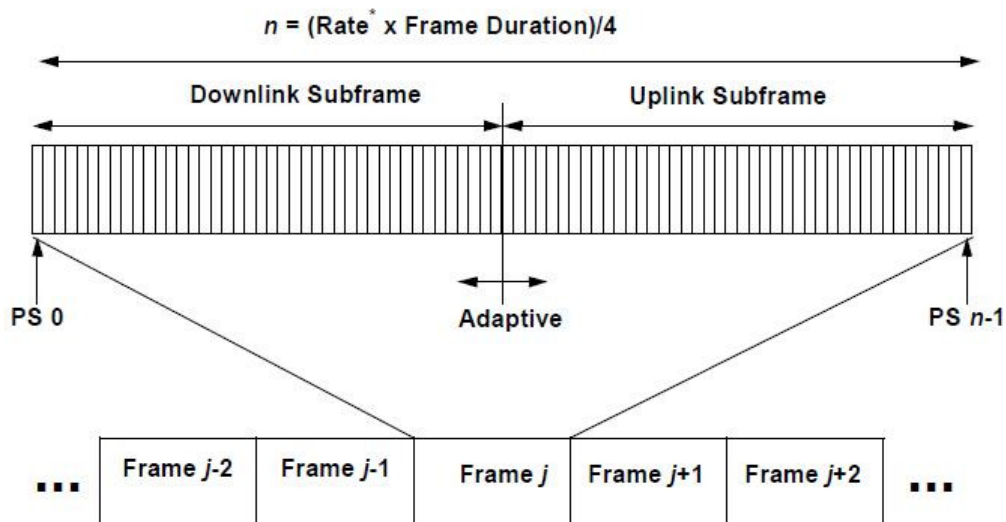 n = (Rate* x Frame Duration)/4
Downlink Subframe
Uplink Subframe
PS 0
Adaptive
PS n-1
... Frame j-2 Frame j-1 Frame j Frame j+1 Frame j+2 ...